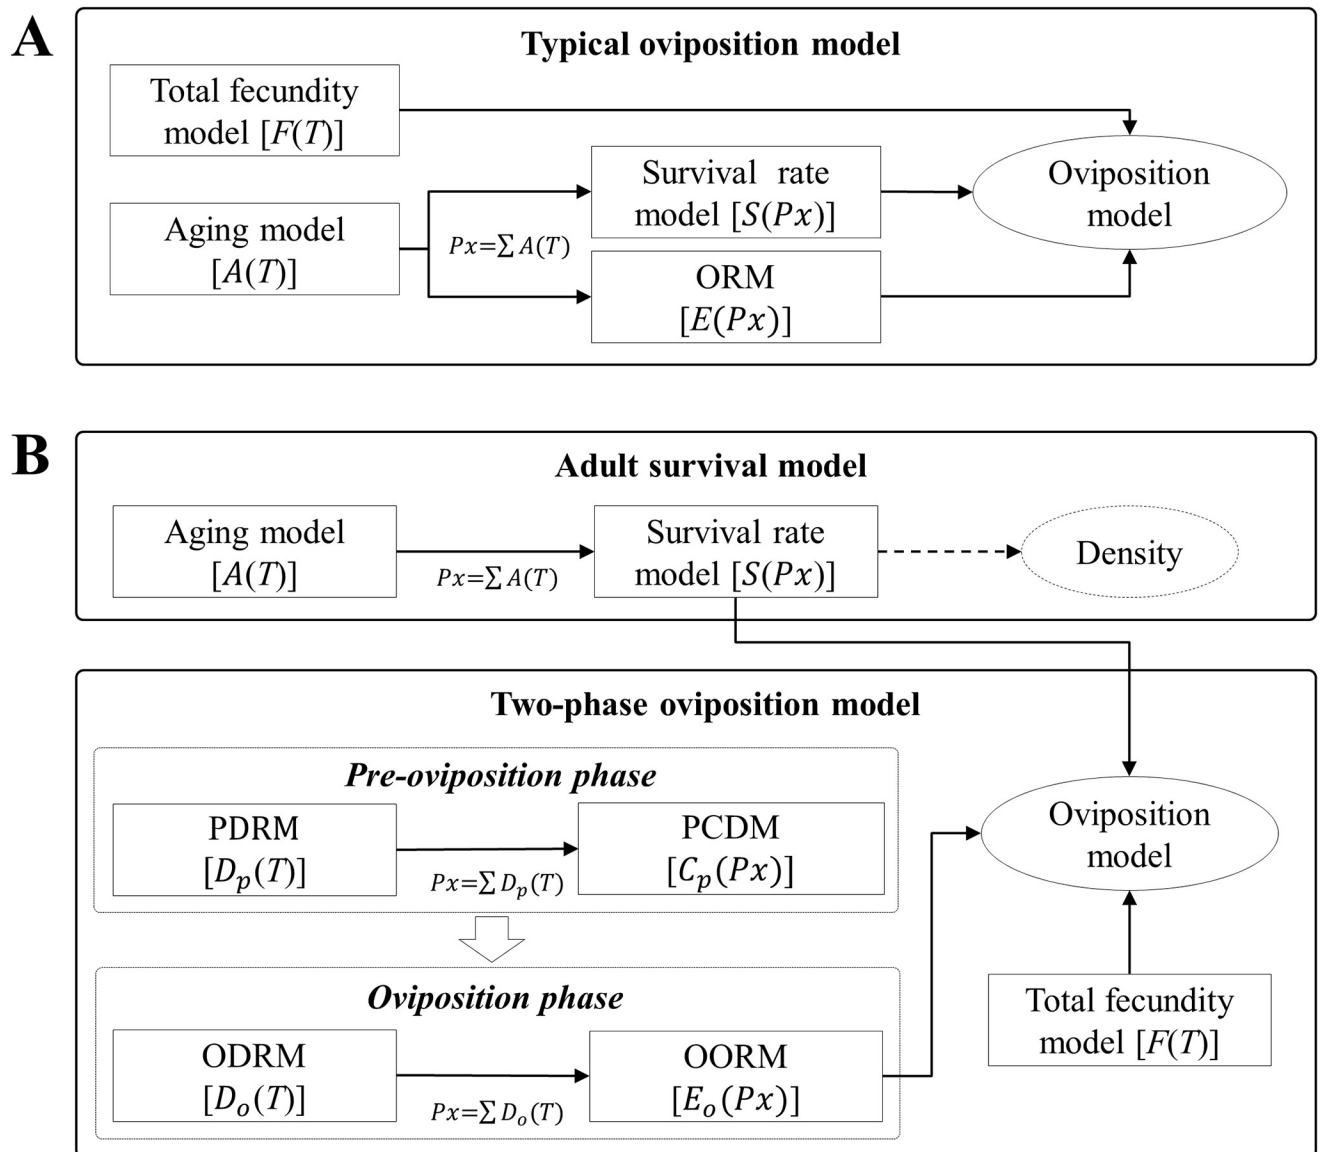 A
Typical oviposition model
Total fecundity
model [F(T)]
Aging model
[A(T)]
Px=∑ A(T)
Survival rate
model [S(Px)]
ORM
[E(Px)]
Oviposition
model
B
Adult survival model
Aging model
[A(T)]
Px=∑ A(T)
Survival rate
model [S(Px)]
Density
Two-phase oviposition model
Pre-oviposition phase
PDRM
[Dₚ(T)]
Px=∑ Dₚ(T)
PCDM
[Cₚ(Px)]
Oviposition
model
Oviposition phase
ODRM
[Dₒ(T)]
Px=∑ Dₒ(T)
OORM
[Eₒ(Px)]
Total fecundity
model [F(T)]